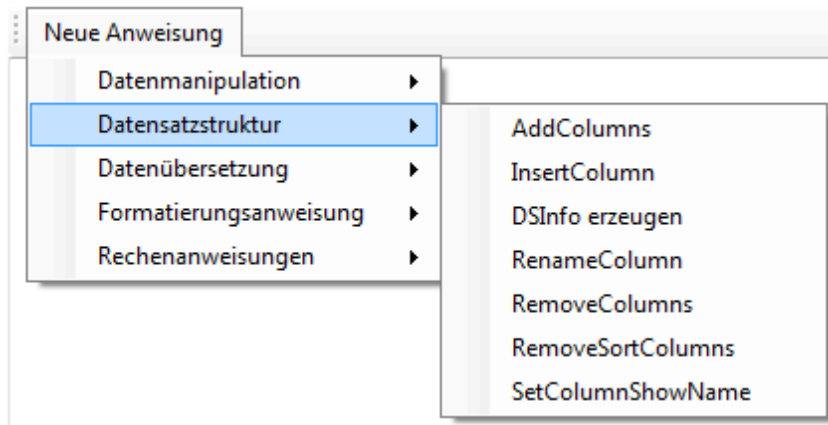 Neue Anweisung
Datenmanipulation
Datensatzstruktur
Datenübersetzung
Formatierungsanweisung
Rechenanweisungen
AddColumns
InsertColumn
DSInfo erzeugen
RenameColumn
RemoveColumns
RemoveSortColumns
SetColumnShowName